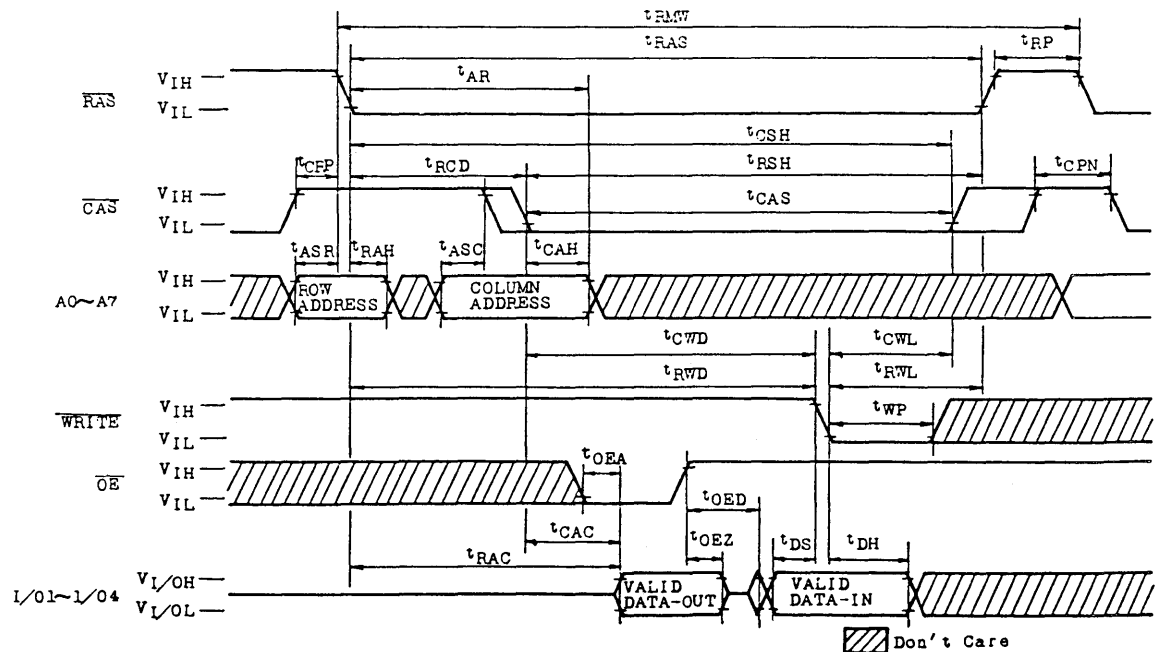 tRMW
tRAS
tRP
tAR
RAS
VIH
VIL
tCSH
tCRP
tRCD
tRSH
tCPN
CAS
VIH
VIL
tCAS
tASR
tRAH
tASC
tCAH
A0~A7
VIH
VIL
ROW
ADDRESS
COLUMN
ADDRESS
tCWD
tCWL
tRWD
tRWL
WRITE
VIH
VIL
tWP
OE
VIH
VIL
tOEA
tOED
tCAC
tOEZ
tDS
tDH
tRAC
I/O1~I/O4
VI/OH
VI/OL
VALID
DATA-OUT
VALID
DATA-IN
Don't Care